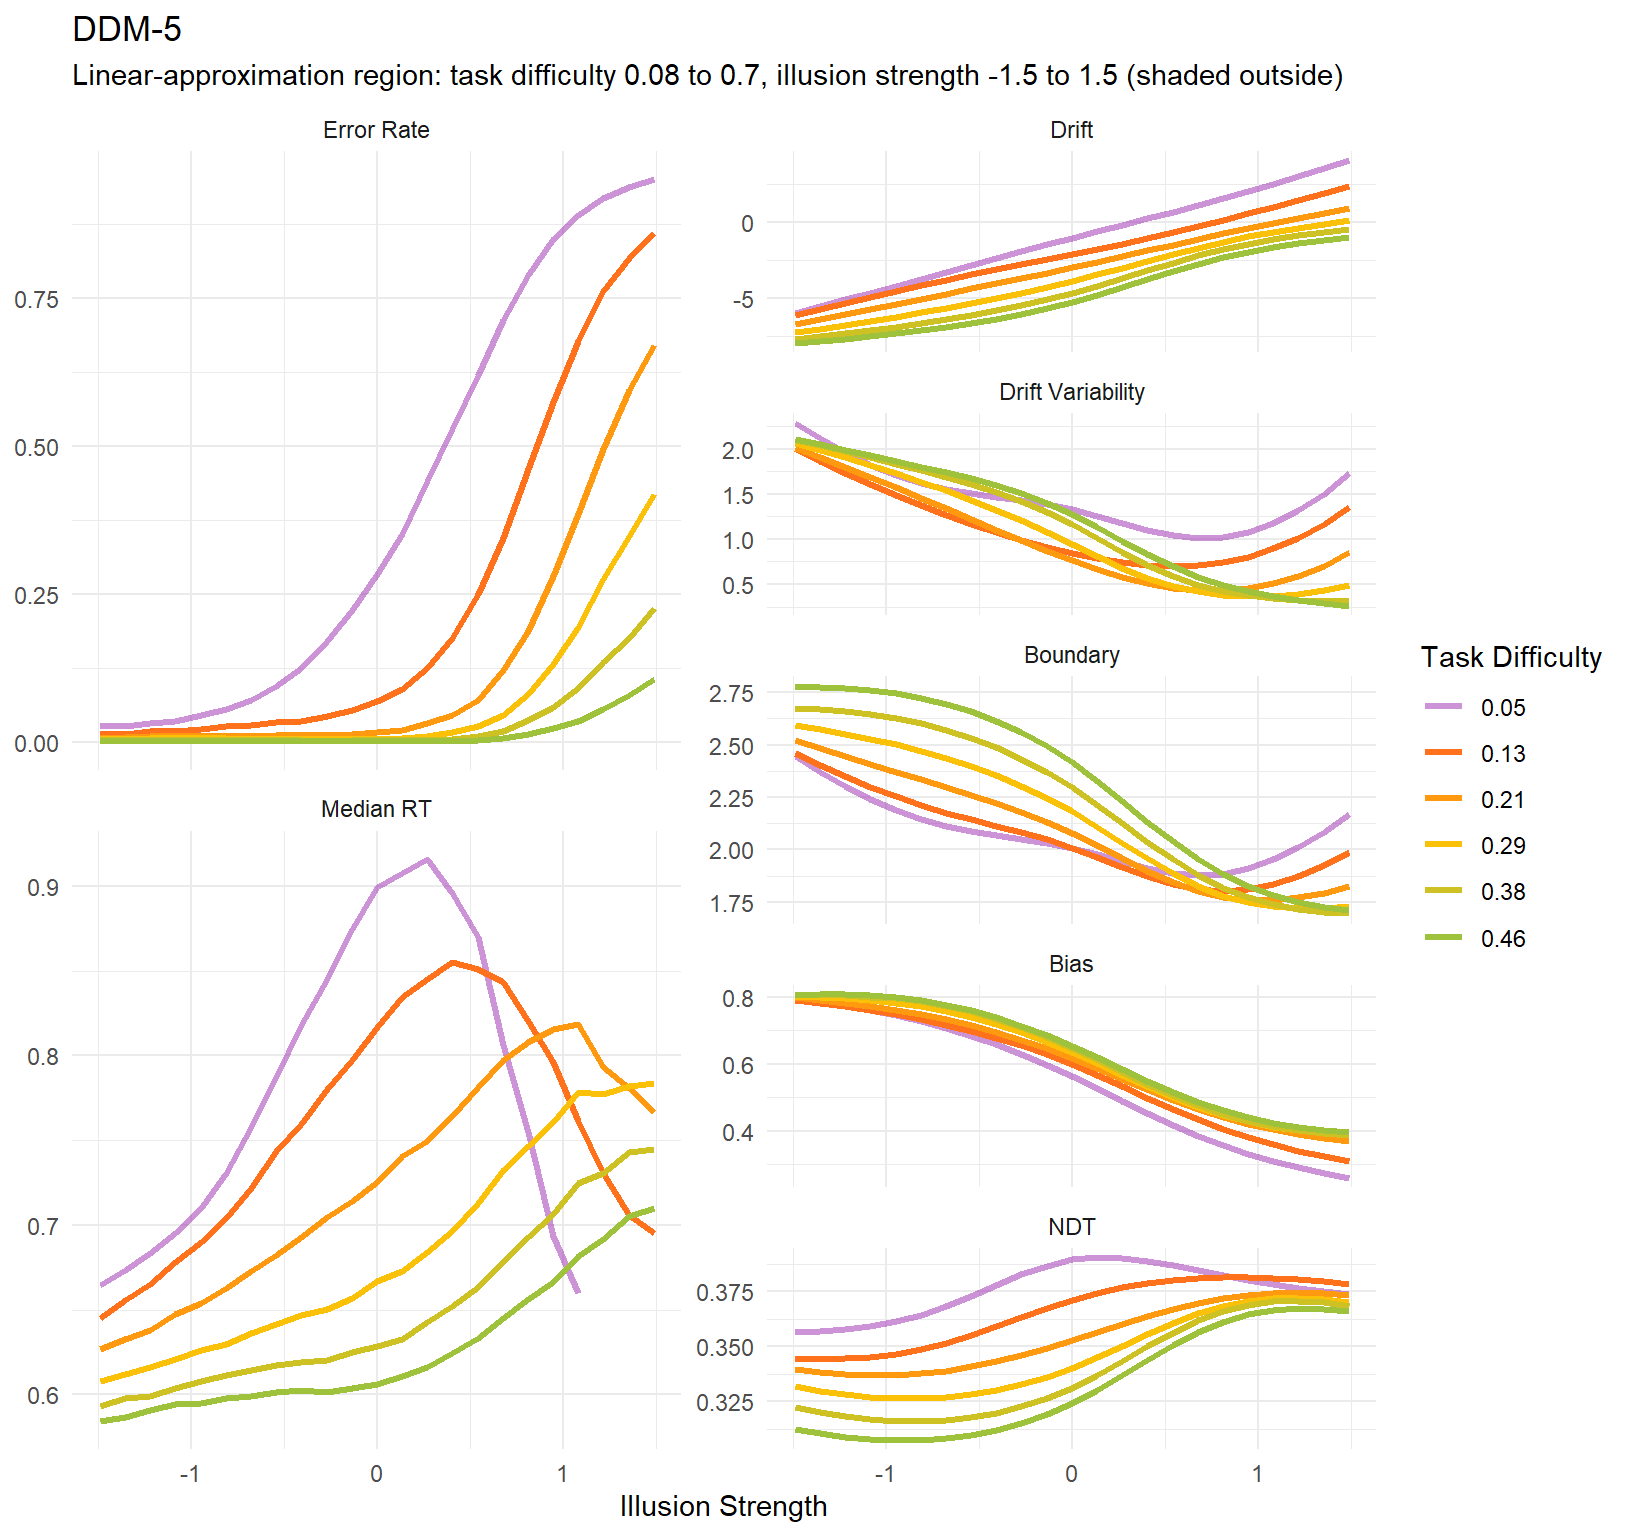 DDM-5
Linear-approximation region: task difficulty 0.08 to 0.7, illusion strength -1.5 to 1.5 (shaded outside)
Error Rate
0.75
0.50
0.25
0.00
Median RT
0.9
0.8
0.7
0.6
-1 0 1
Drift
0
-5
Drift Variability
2.0
1.5
1.0
0.5
Boundary
2.75
2.50
2.25
2.00
1.75
Bias
0.8
0.6
0.4
NDT
0.375
0.350
0.325
-1 0 1
Illusion Strength
Task Difficulty
0.05
0.13
0.21
0.29
0.38
0.46